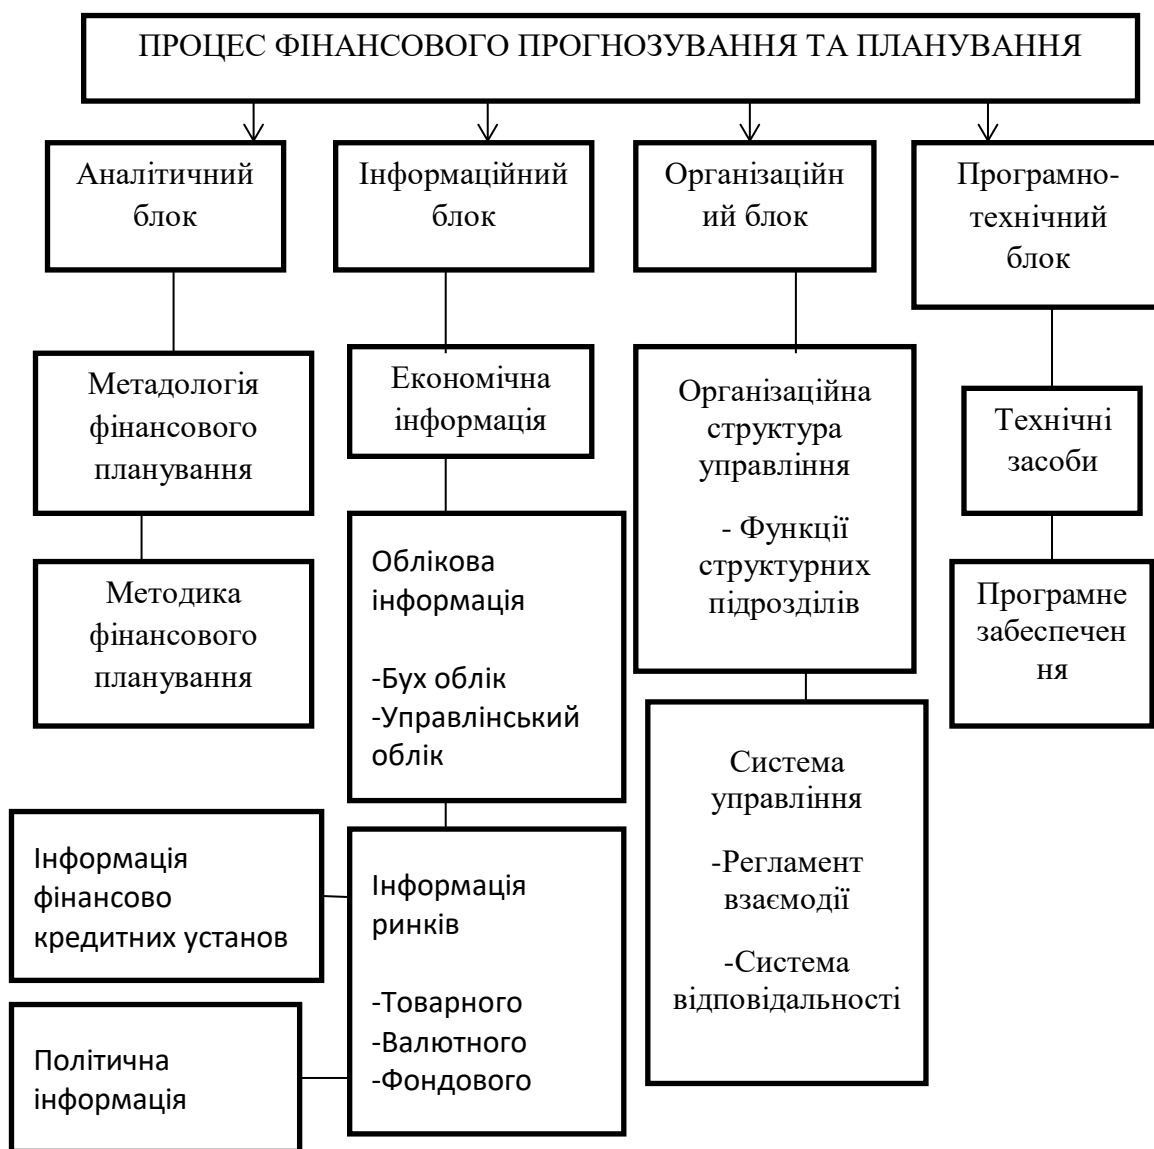 ПРОЦЕС ФІНАНСОВОГО ПРОГНОЗУВАННЯ ТА ПЛАНУВАННЯ
Аналітичний
блок
Інформаційний
блок
Організаційн
ий блок
Програмно-
технічний
блок
Метадологія
фінансового
планування
Методика
фінансового
планування
Економічна
інформація
Облікова
інформація
-Бух облік
-Управлінський
облік
Інформація
ринків
-Товарного
-Валютного
-Фондового
Інформація
фінансово
кредитних установ
Політична
інформація
Організаційна
структура
управління
- Функції
структурних
підрозділів
Система
управління
-Регламент
взаємодії
-Система
відповідальності
Технічні
засоби
Програмне
забеспечен
ня